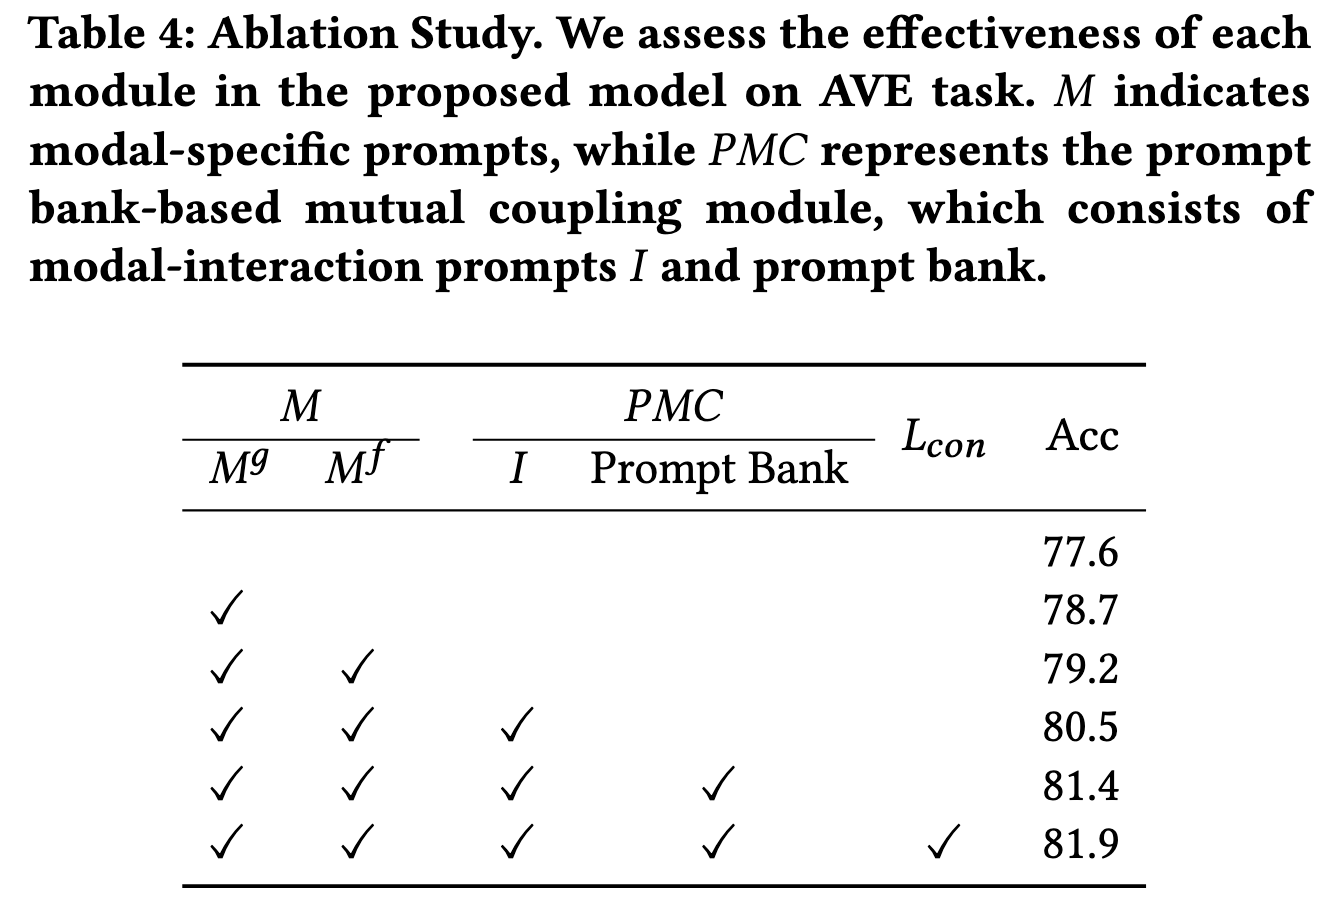 Table 4: Ablation Study. We assess the effectiveness of each
module in the proposed model on AVE task. M indicates
modal-specific prompts, while PMC represents the prompt
bank-based mutual coupling module, which consists of
modal-interaction prompts I and prompt bank.
M PMC L_con Acc
M^g M^f I Prompt Bank
77.6
✓ 78.7
✓ ✓ 79.2
✓ ✓ ✓ 80.5
✓ ✓ ✓ ✓ 81.4
✓ ✓ ✓ ✓ ✓ 81.9